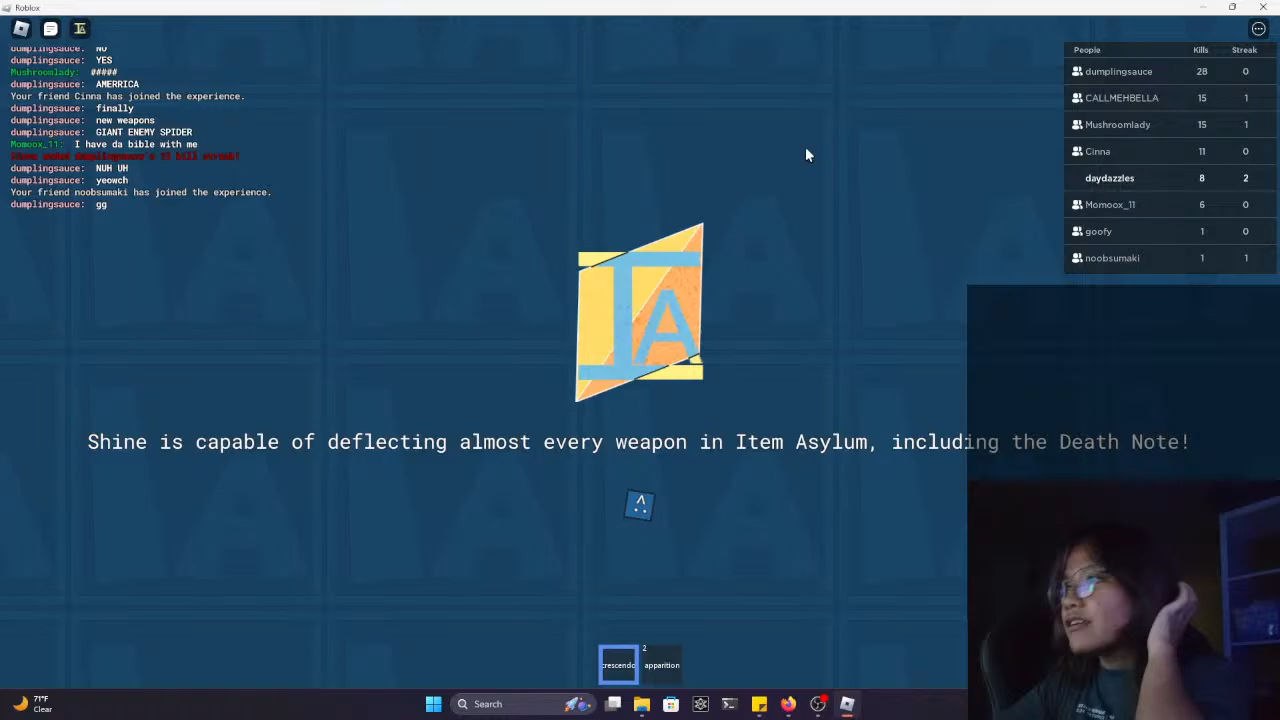 Roblox
dumplingsauce: NO
dumplingsauce: YES
Mushroomlady: #####
dumplingsauce: AMERRICA
Your friend Cinna has joined the experience.
dumplingsauce: finally
dumplingsauce: new weapons
dumplingsauce: GIANT ENEMY SPIDER
Momoox_11: I have da bible with me
dumplingsauce: NUH UH
dumplingsauce: yeowch
Your friend noobsumaki has joined the experience.
dumplingsauce: gg
People Kills Streak
dumplingsauce 28 0
CALLMEHBELLA 15 1
Mushroomlady 15 1
Cinna 11 0
daydazzles 8 2
Momoox_11 6 0
goofy 1 0
noobsumaki 1 1
IA
Shine is capable of deflecting almost every weapon in Item Asylum, including the Death Note!
crescendo
2
apparition
71°F
Clear
Search